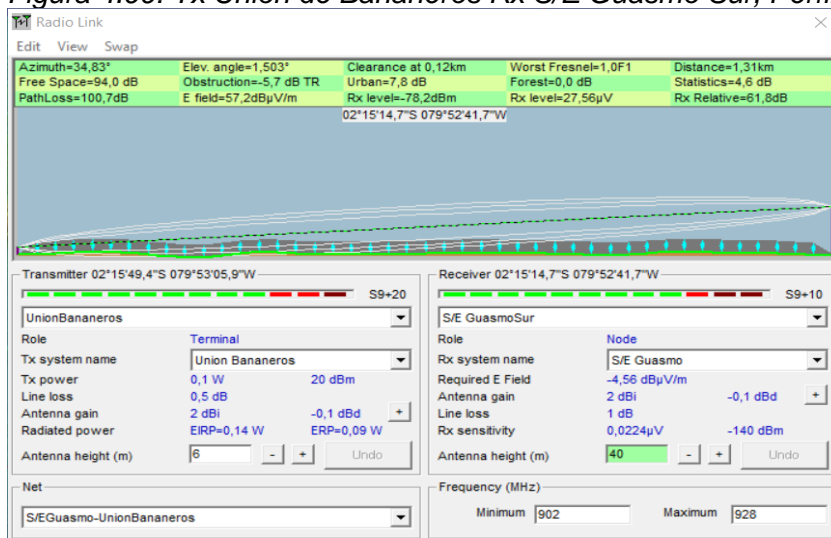 Figura 4.66. Tx Unión de Bananeros Rx S/E Guasmo Sur,
Radio Link
Edit View Swap
Azimuth=34,83° Elev. angle=1,503° Clearance at 0,12km Worst Fresnel=1,0F1 Distance=1,31km
Free Space=94,0 dB Obstruction=-5,7 dB TR Urban=7,8 dB Forest=0,0 dB Statistics=4,6 dB
PathLoss=100,7dB E field=57,2dBµV/m Rx level=-78,2dBm Rx level=27,56µV Rx Relative=61,8dB
02°15'14,7"S 079°52'41,7"W
Transmitter 02°15'49,4"S 079°53'05,9"W
S9+20
UnionBananeros
Role Terminal
Tx system name Union Bananeros
Tx power 0,1 W 20 dBm
Line loss 0,5 dB
Antenna gain 2 dBi -0,1 dBd +
Radiated power EIRP=0,14 W ERP=0,09 W
Antenna height (m) 6 - + Undo
Net
S/EGuasmo-UnionBananeros
Receiver 02°15'14,7"S 079°52'41,7"W
S9+10
S/E GuasmoSur
Role Node
Rx system name S/E Guasmo
Required E Field -4,56 dBµV/m
Antenna gain 2 dBi -0,1 dBd +
Line loss 1 dB
Rx sensitivity 0,0224µV -140 dBm
Antenna height (m) 40 - + Undo
Frequency (MHz)
Minimum 902 Maximum 928